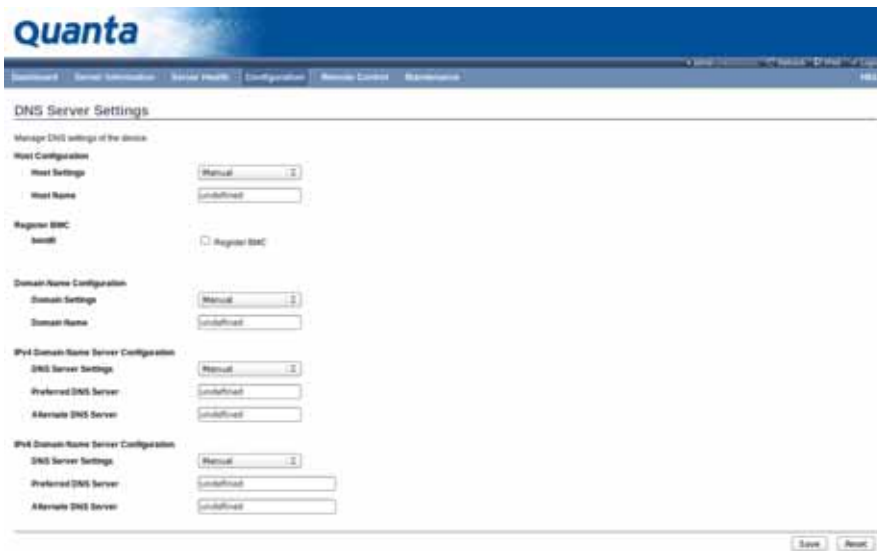 Quanta
Refresh Print Logout
Dashboard Server Information Server Health Configuration Remote Control Maintenance
DNS Server Settings
Manage DNS settings of the device.
Host Configuration
Host Settings Manual
Host Name undefined
Register BMC
bond0 Register BMC
Domain Name Configuration
Domain Settings Manual
Domain Name undefined
IPv4 Domain Name Server Configuration
DNS Server Settings Manual
Preferred DNS Server undefined
Alternate DNS Server undefined
IPv6 Domain Name Server Configuration
DNS Server Settings Manual
Preferred DNS Server undefined
Alternate DNS Server undefined
Save Reset